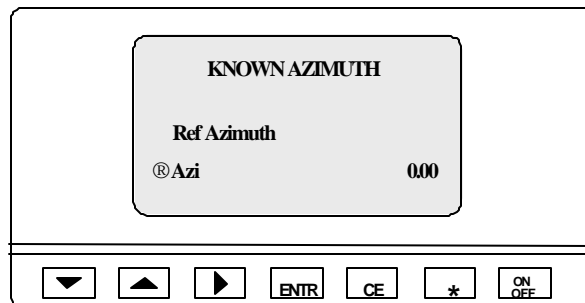 KNOWN AZIMUTH
Ref Azimuth
® Azi 0.00
ENTR CE * ON OFF